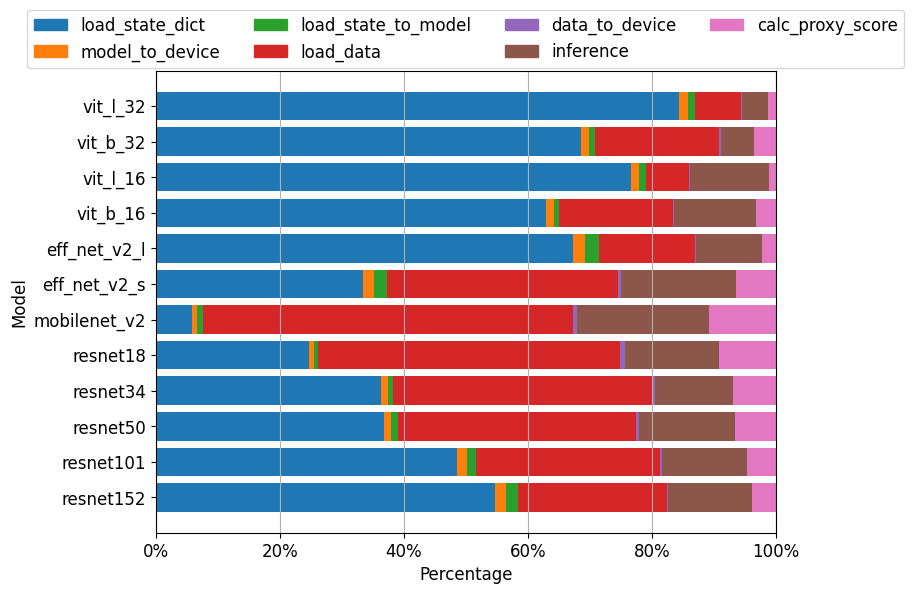 load_state_dict load_state_to_model data_to_device calc_proxy_score
model_to_device load_data inference
Model
vit_l_32
vit_b_32
vit_l_16
vit_b_16
eff_net_v2_l
eff_net_v2_s
mobilenet_v2
resnet18
resnet34
resnet50
resnet101
resnet152
0% 20% 40% 60% 80% 100%
Percentage